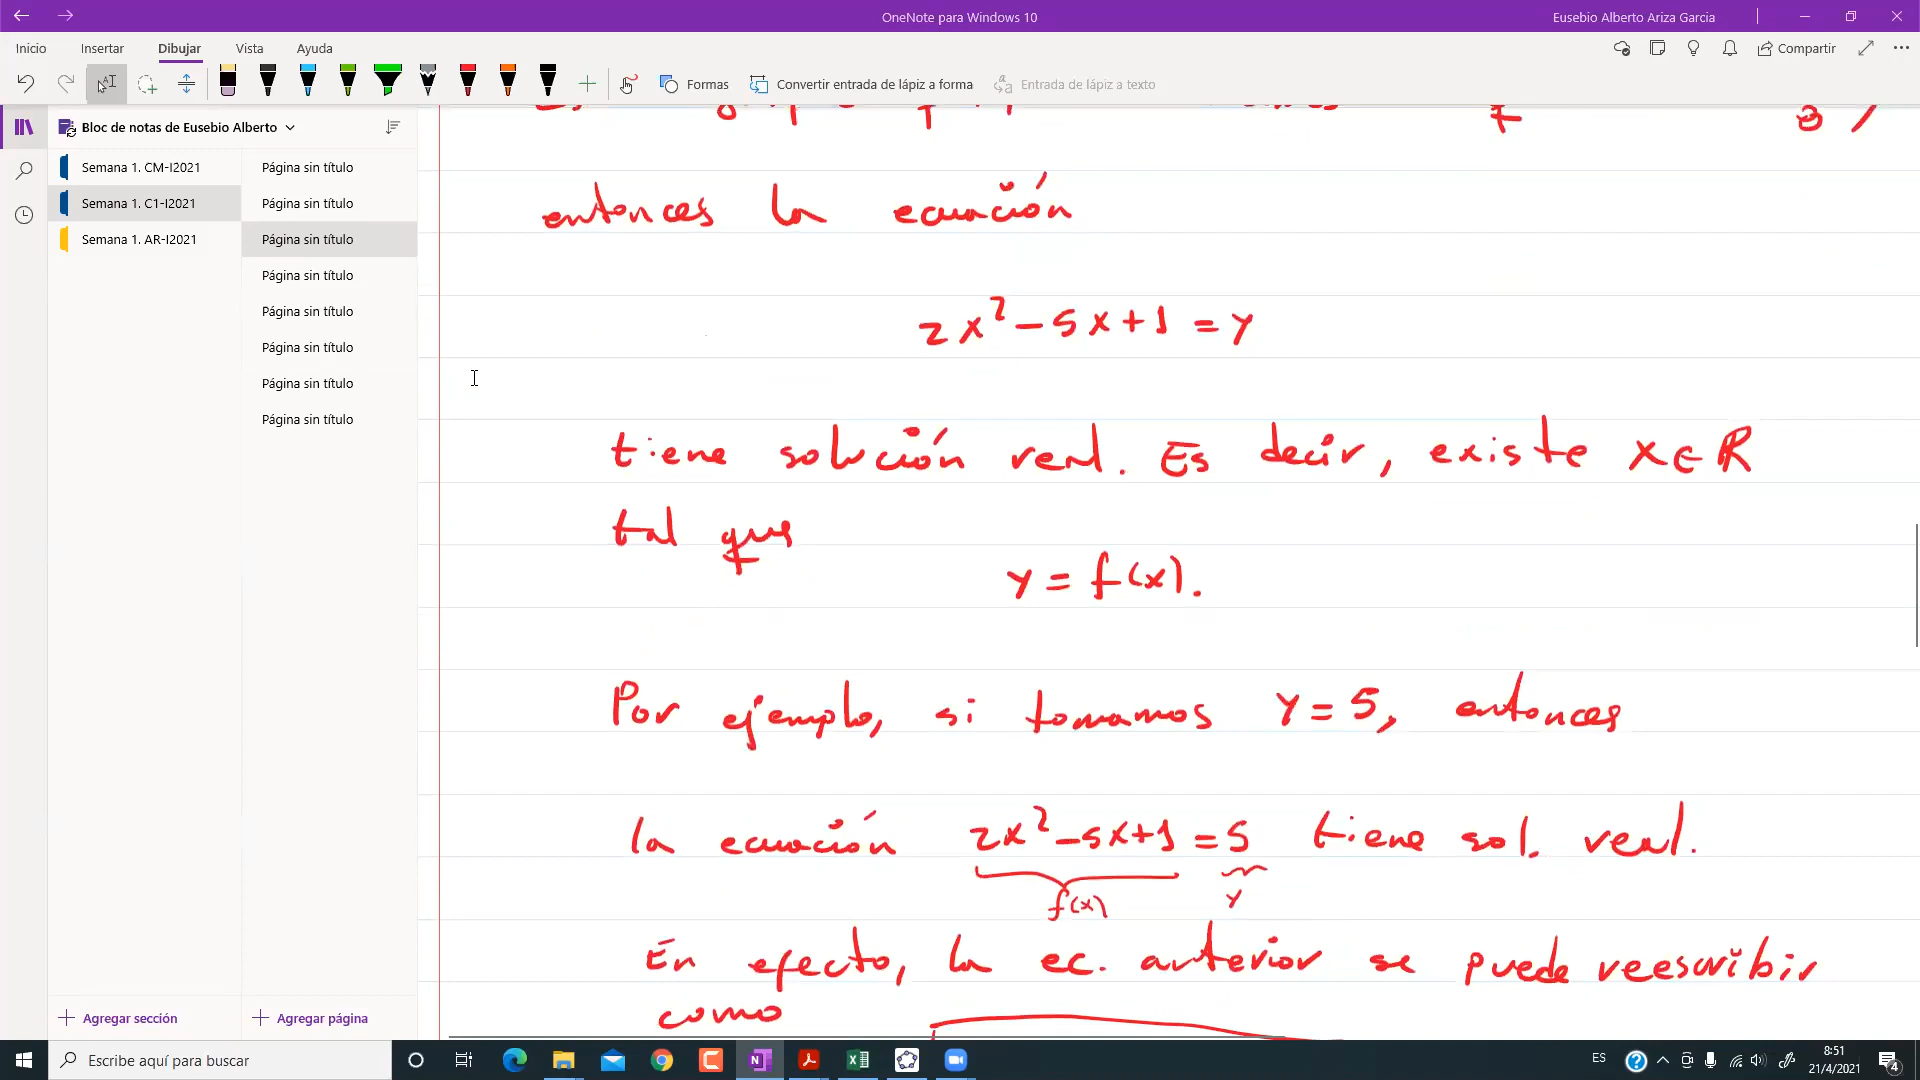 OneNote para Windows 10
Eusebio Alberto Ariza Garcia
Inicio Insertar Dibujar Vista Ayuda
Compartir
Formas
Convertir entrada de lápiz a forma
Entrada de lápiz a texto
Bloc de notas de Eusebio Alberto
Semana 1. CM-I2021
Semana 1. C1-I2021
Semana 1. AR-I2021
Página sin título
Página sin título
Página sin título
Página sin título
Página sin título
Página sin título
Página sin título
Página sin título
entonces la ecuación
2x² - 5x + 1 = y
tiene solución real. Es decir, existe x ∈ R
tal que
y = f(x).
Por ejemplo, si tomamos y = 5, entonces
la ecuación 2x² - 5x + 1 = 5 tiene sol. real.
f(x) y
En efecto, la ec. anterior se puede reescribir
como
Agregar sección
Agregar página
Escribe aquí para buscar
ES
8:51
21/4/2021
4